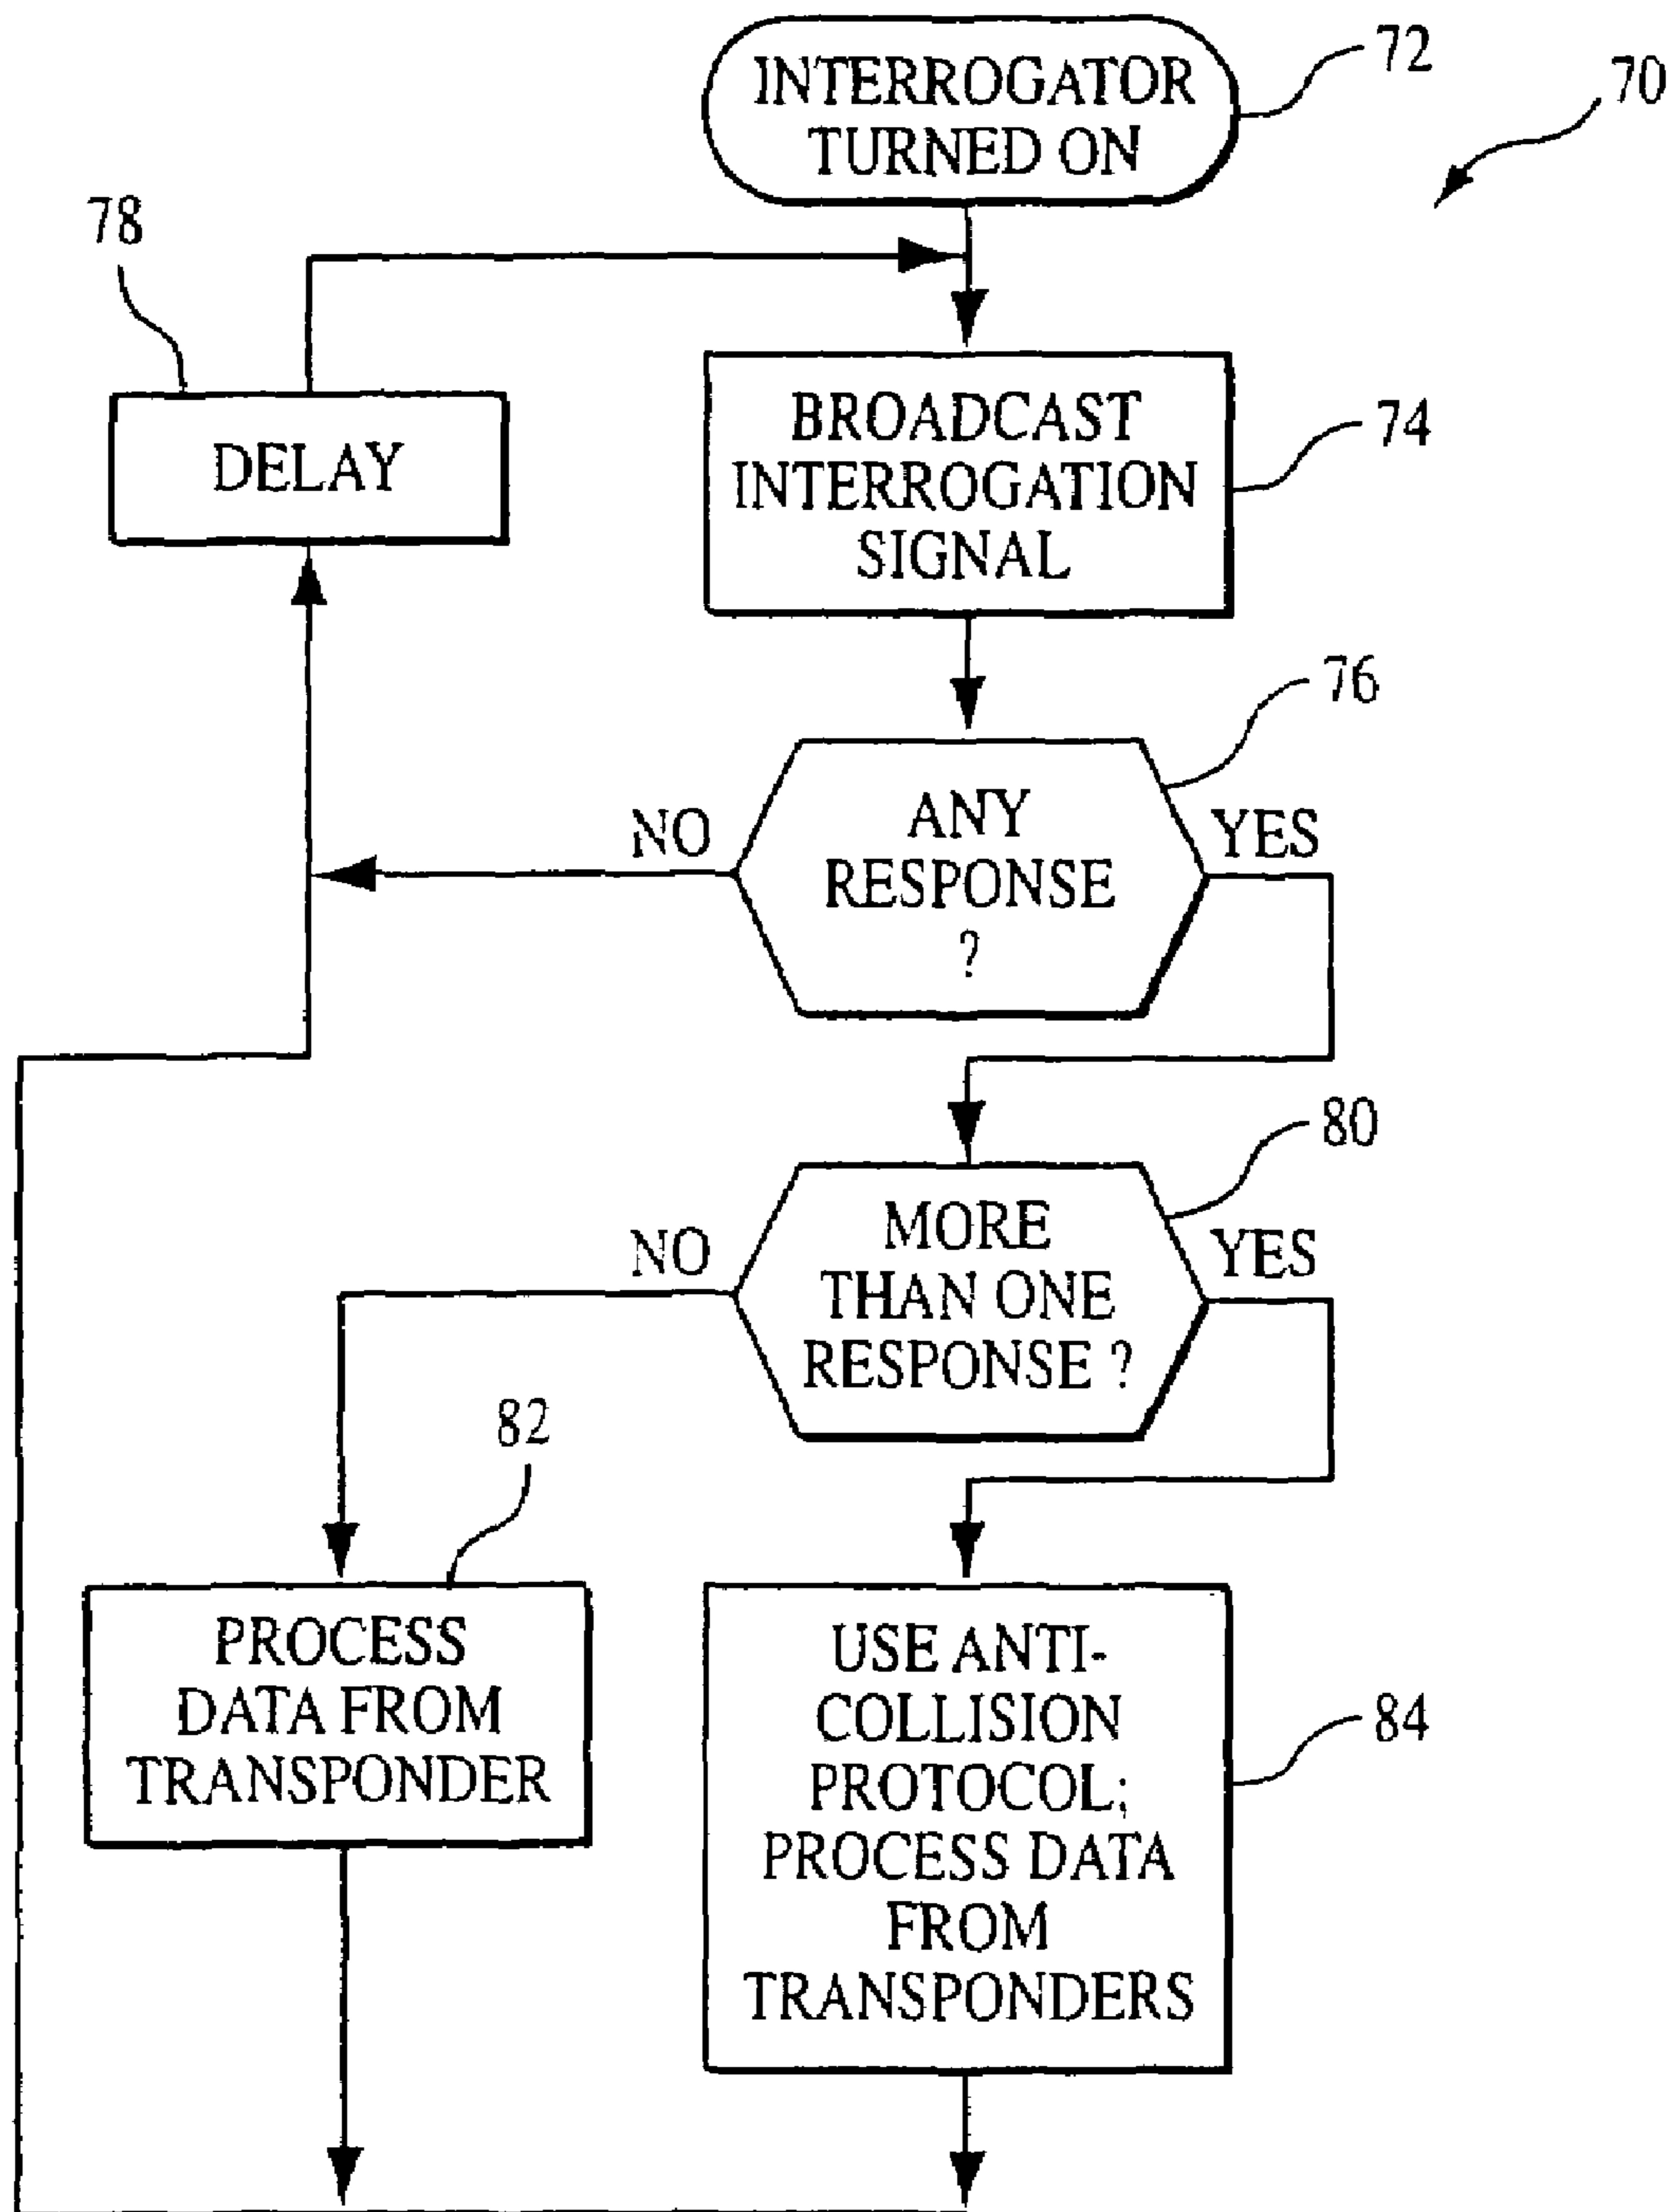 INTERROGATOR
TURNED ON
72
70
78
DELAY
BROADCAST
INTERROGATION
SIGNAL
74
76
ANY
RESPONSE
?
NO
YES
80
MORE
THAN ONE
RESPONSE ?
NO
YES
82
PROCESS
DATA FROM
TRANSPONDER
USE ANTI-
COLLISION
PROTOCOL;
PROCESS DATA
FROM
TRANSPONDERS
84